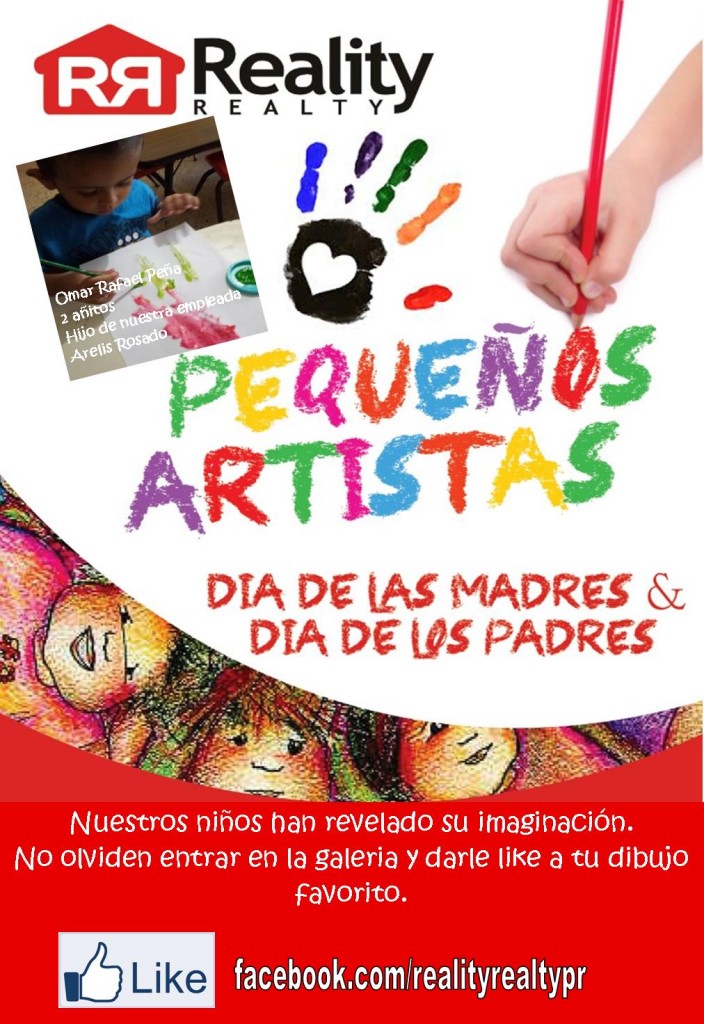 RR Reality
REALTY
Omar Rafael Peña
2 añitos
Hijo de nuestra empleada
Arelis Rosado
PEQUEÑOS
ARTISTAS
DIA DE LAS MADRES &
DIA DE LOS PADRES
Nuestros niños han revelado su imaginación.
No olviden entrar en la galeria y darle like a tu dibujo
favorito.
Like
facebook.com/realityrealtypr